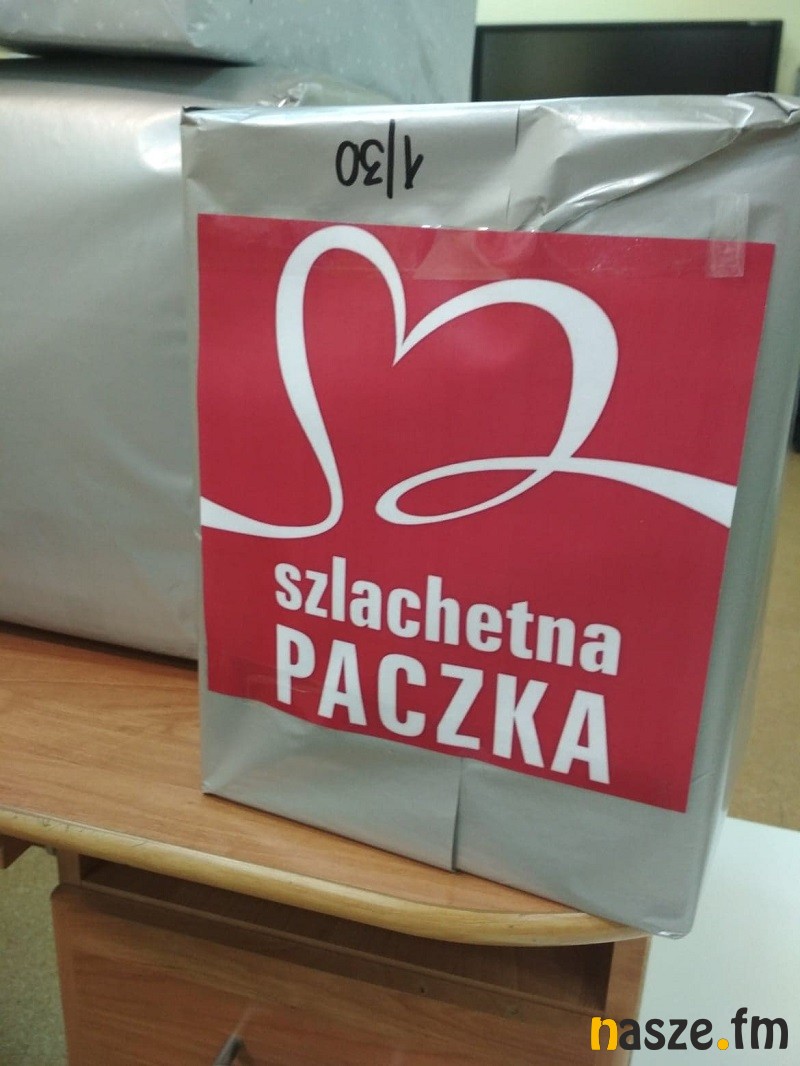 1/30
szlachetna
PACZKA
nasze.fm